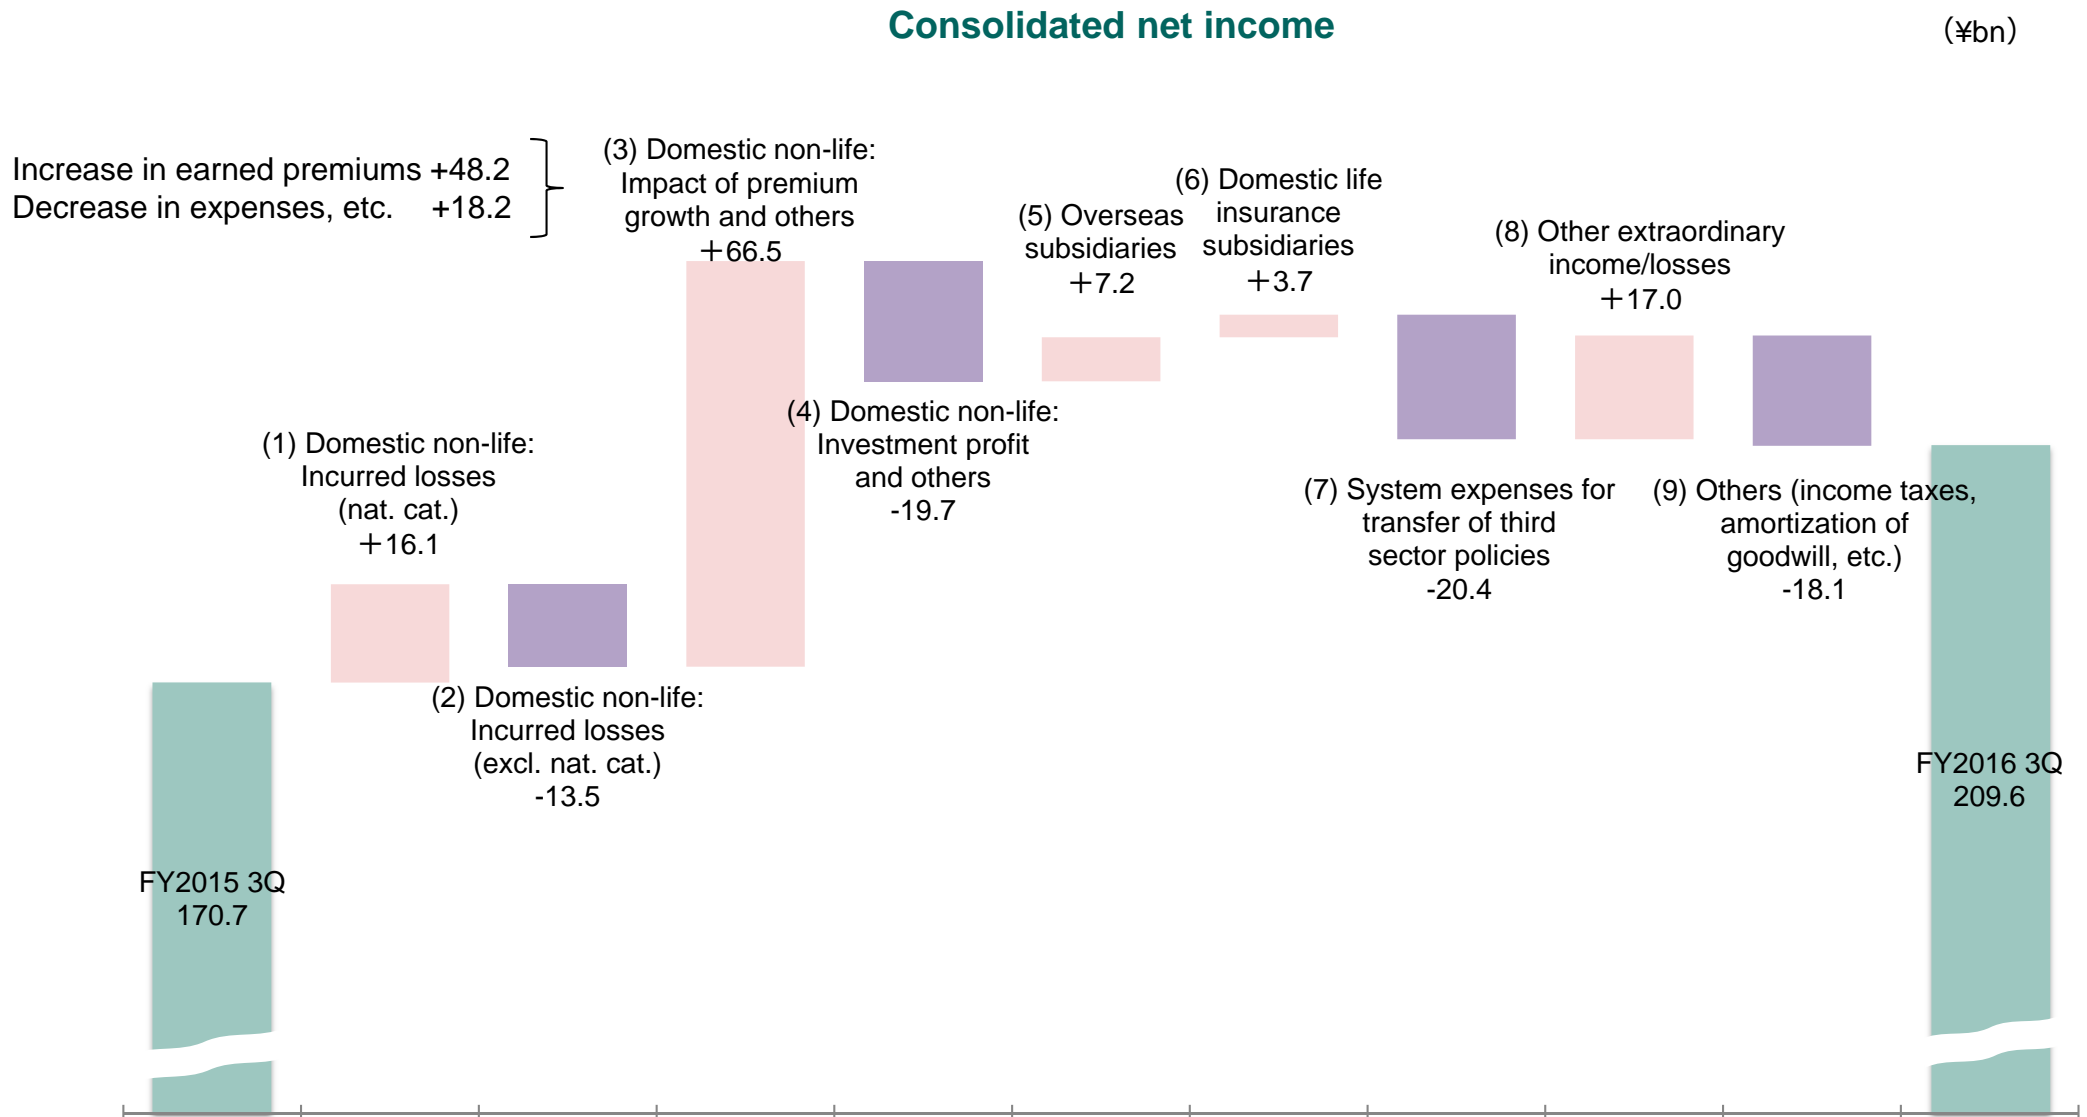 Consolidated net income
（¥bn）
Increase in earned premiums +48.2
Decrease in expenses, etc. +18.2
(3) Domestic non-life:
Impact of premium
growth and others
＋66.5
(5) Overseas
subsidiaries
＋7.2
(6) Domestic life
insurance
subsidiaries
＋3.7
(8) Other extraordinary
income/losses
＋17.0
(1) Domestic non-life:
Incurred losses
(nat. cat.)
＋16.1
(4) Domestic non-life:
Investment profit
and others
-19.7
(7) System expenses for
transfer of third
sector policies
-20.4
(9) Others (income taxes,
amortization of
goodwill, etc.)
-18.1
(2) Domestic non-life:
Incurred losses
(excl. nat. cat.)
-13.5
FY2015 3Q
170.7
FY2016 3Q
209.6